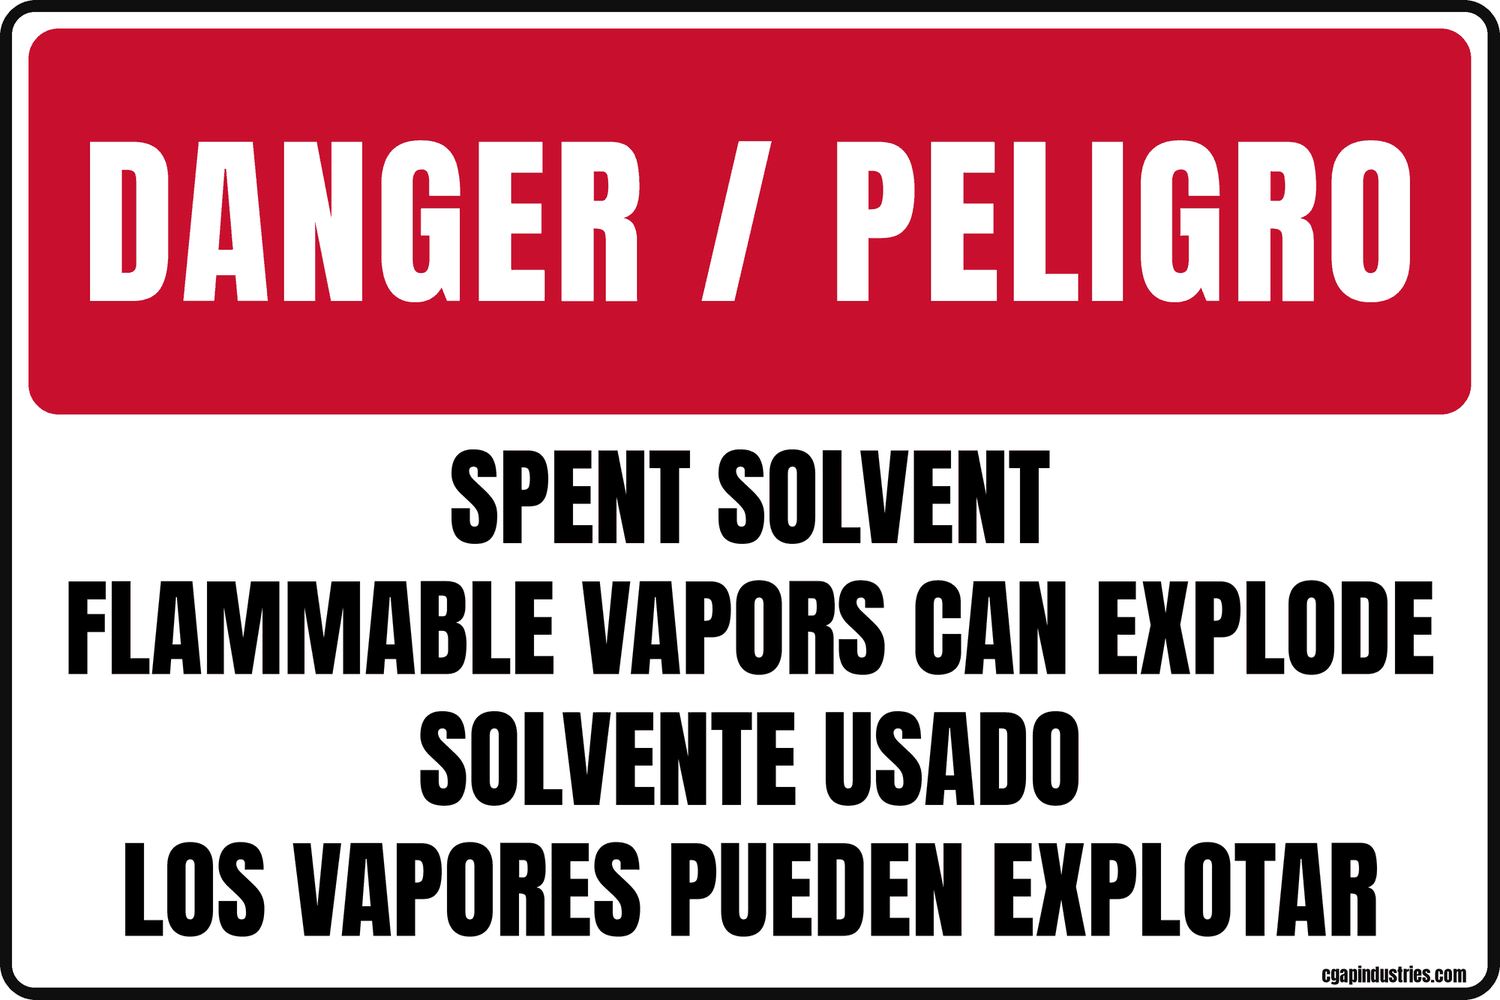 DANGER / PELIGRO
SPENT SOLVENT
FLAMMABLE VAPORS CAN EXPLODE
SOLVENTE USADO
LOS VAPORES PUEDEN EXPLOTAR
cgapindustries.com